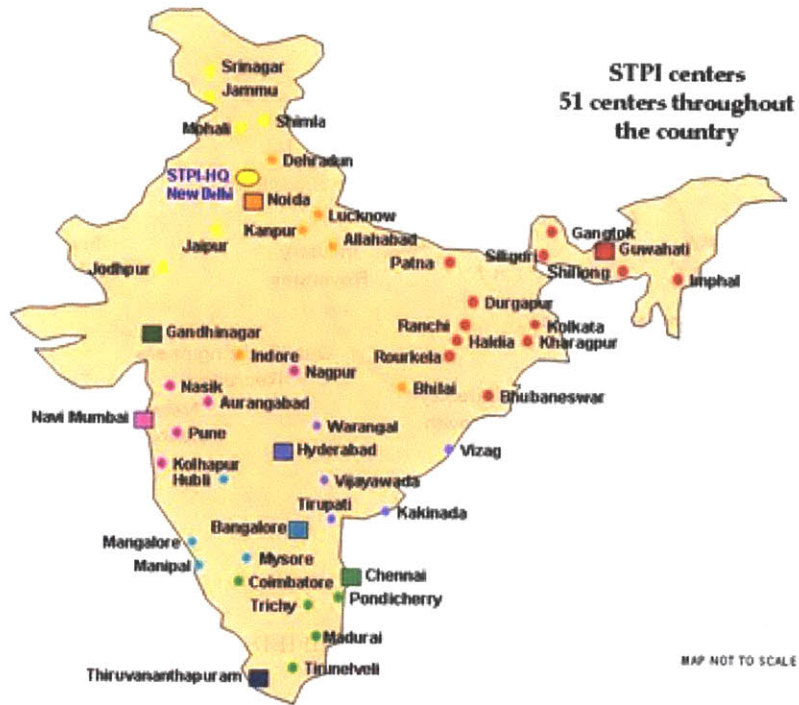 STPI centers
51 centers throughout
the country
Srinagar
Jammu
Mohali
Shimla
Dehradun
STPI-HQ
New Delhi
Noida
Lucknow
Kanpur
Allahabad
Jaipur
Jodhpur
Patna
Siliguri
Gangtok
Guwahati
Shillong
Imphal
Durgapur
Gandhinagar
Ranchi
Kolkata
Haldia
Kharagpur
Indore
Rourkela
Nagpur
Nasik
Bhilai
Bhubaneswar
Aurangabad
Navi Mumbai
Warangal
Pune
Hyderabad
Vizag
Kolhapur
Hubli
Vijayawada
Tirupati
Kakinada
Bangalore
Mangalore
Manipal
Mysore
Coimbatore
Chennai
Trichy
Pondicherry
Madurai
Thiruvananthapuram
Tirunelveli
MAP NOT TO SCALE